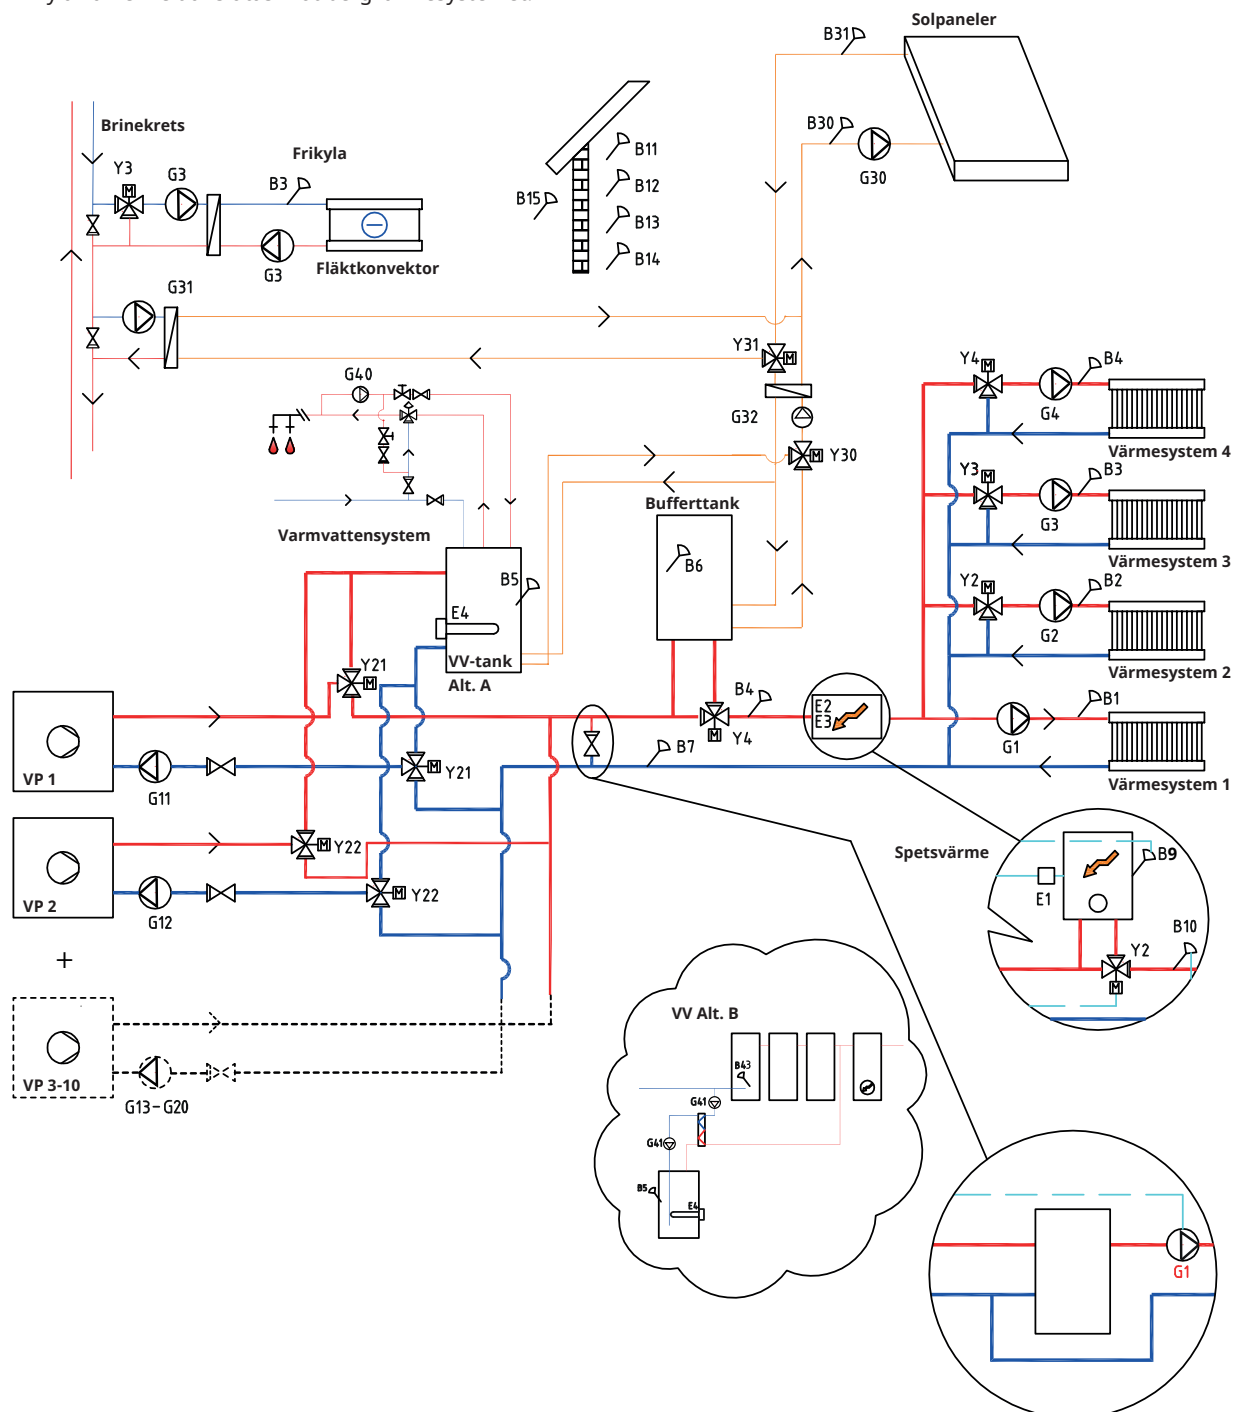 Solpaneler
B31
B30
G30
Brinekrets
Y3
G3
Frikyla
B3
G3
Fläktkonvektor
B15
B11
B12
B13
B14
G31
Y31
M
G32
Y30
M
G40
Varmvattensystem
Bufferttank
B6
B5
E4
VV-tank
Alt. A
Y4
M
B4
G4
Värmesystem 4
Y3
M
B3
G3
Värmesystem 3
Y2
M
B2
G2
Värmesystem 2
B1
G1
Värmesystem 1
Y21
M
VP 1
G11
Y21
M
B4
Y4
M
B7
E2
E3
VP 2
G12
Y22
M
Y22
M
+
VP 3-10
G13-G20
Spetsvärme
B9
E1
B10
Y2
M
VV Alt. B
B43
G41
G41
B5
E4
G1